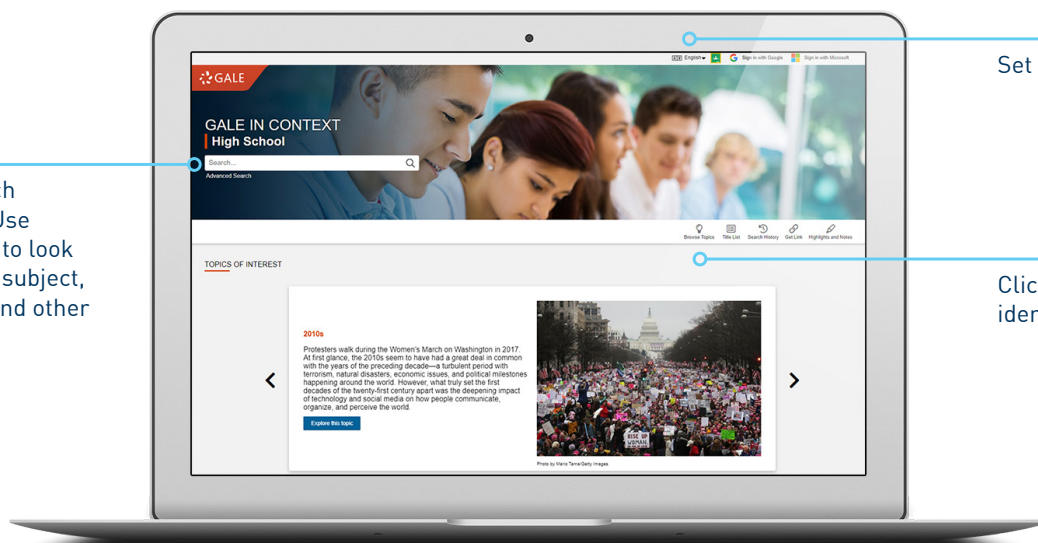 English
Sign in with Google
Sign in with Microsoft
Set
GALE
GALE IN CONTEXT
High School
Search...
Advanced Search
Use
to look
subject,
nd other
Browse Topics
Title List
Search History
Get Link
Highlights and Notes
TOPICS OF INTEREST
Clic
iden
2010s
Protesters walk during the Women's March on Washington in 2017.
At first glance, the 2010s seem to have had a great deal in common
with the years of the preceding decade—a turbulent period with
terrorism, natural disasters, economic issues, and political milestones
happening around the world. However, what truly set the first
decades of the twenty-first century apart was the deepening impact
of technology and social media on how people communicate,
organize, and perceive the world.
Explore this topic
RISE UP
WOMAN
Photo by Mario Tama/Getty Images.